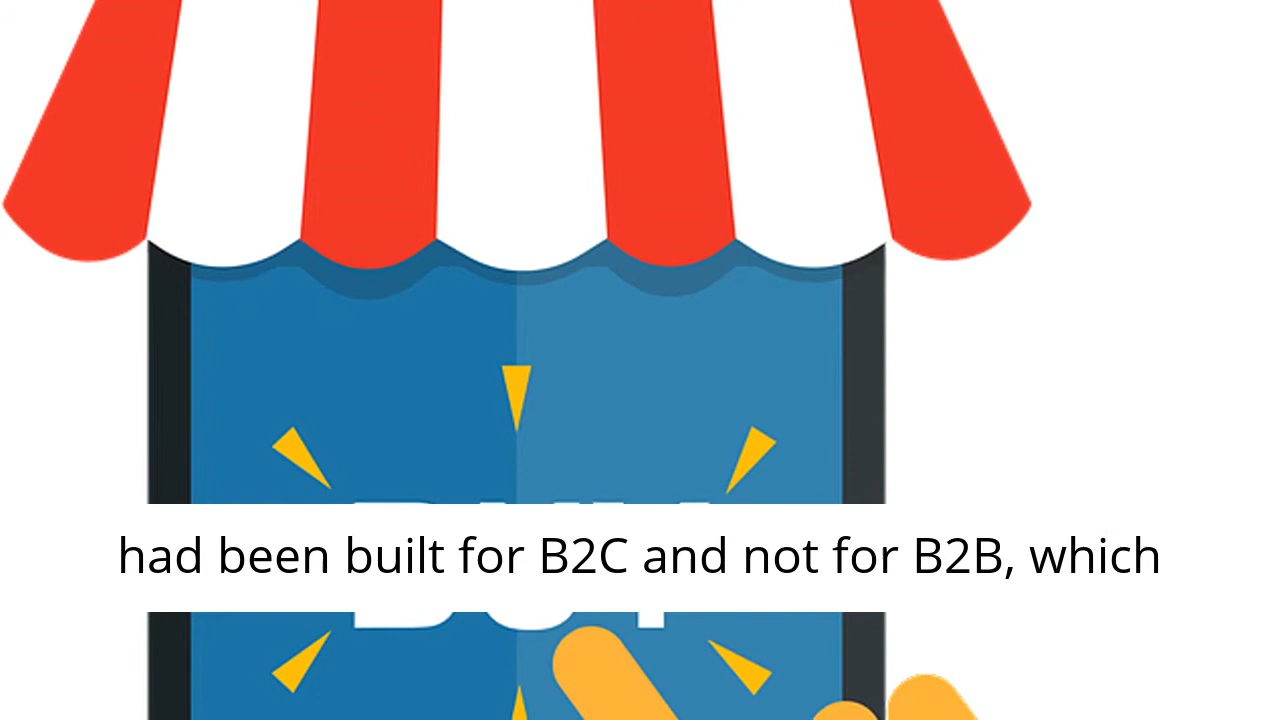 had been built for B2C and not for B2B, which